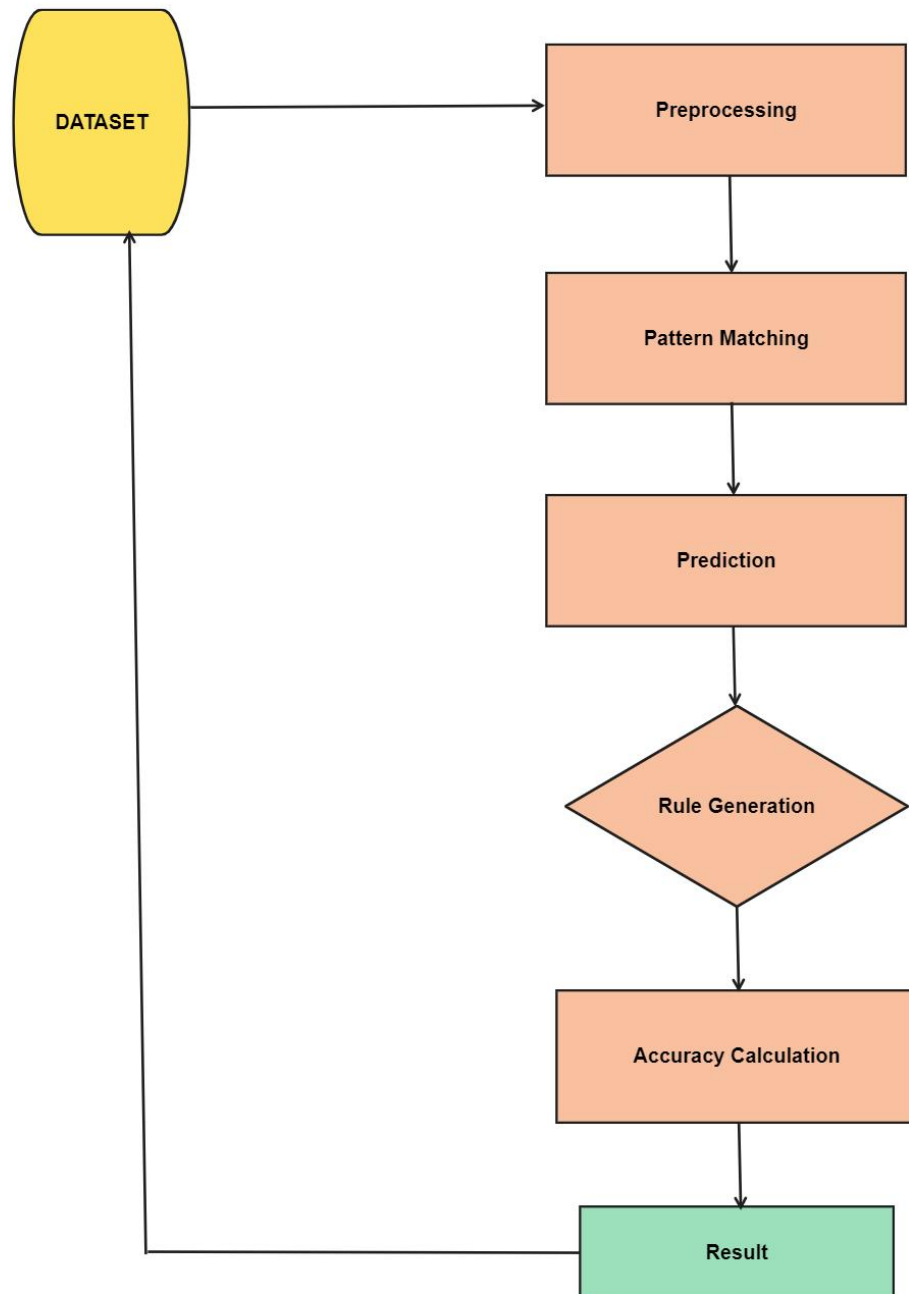 DATASET
Preprocessing
Pattern Matching
Prediction
Rule Generation
Accuracy Calculation
Result